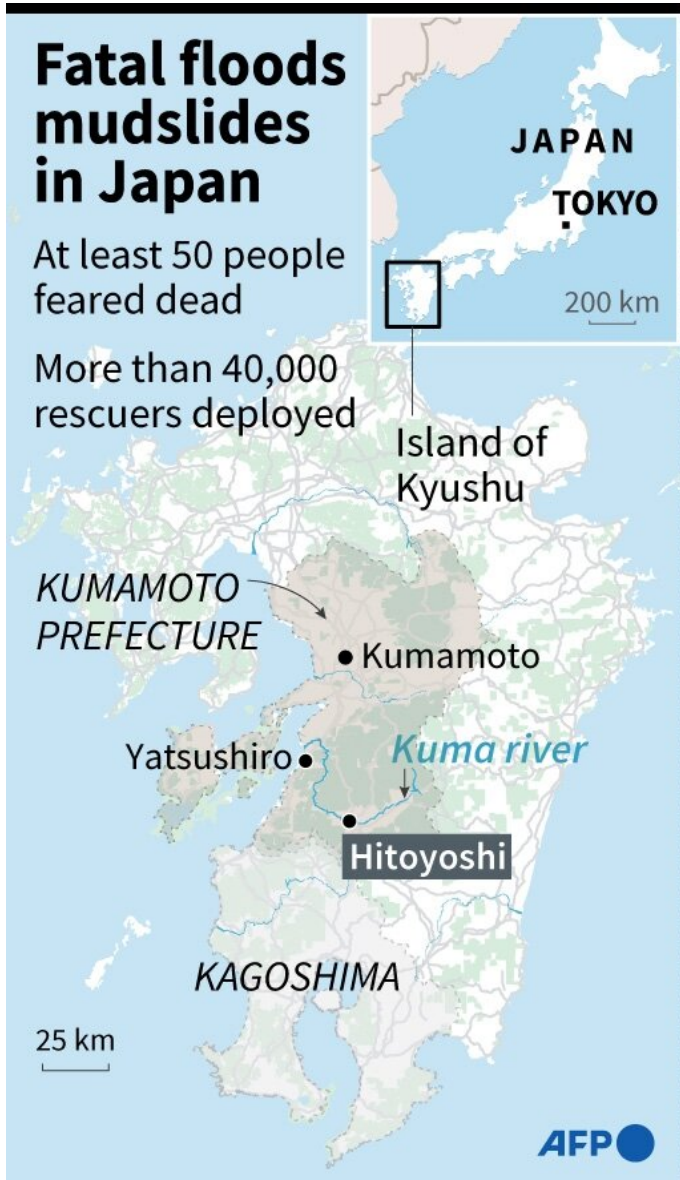 Fatal floods
mudslides
in Japan
At least 50 people
feared dead
More than 40,000
rescuers deployed
JAPAN
TOKYO
200 km
Island of
Kyushu
KUMAMOTO
PREFECTURE
Kumamoto
Yatsushiro
Kuma river
Hitoyoshi
KAGOSHIMA
25 km
AFP